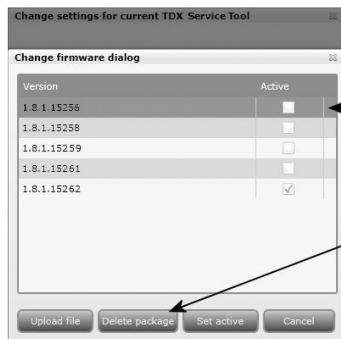 Change settings for current TDX Service Tool
Change firmware dialog
Version Active
1.8.1.15256
1.8.1.15258
1.8.1.15259
1.8.1.15261
1.8.1.15262
Upload file Delete package Set active Cancel